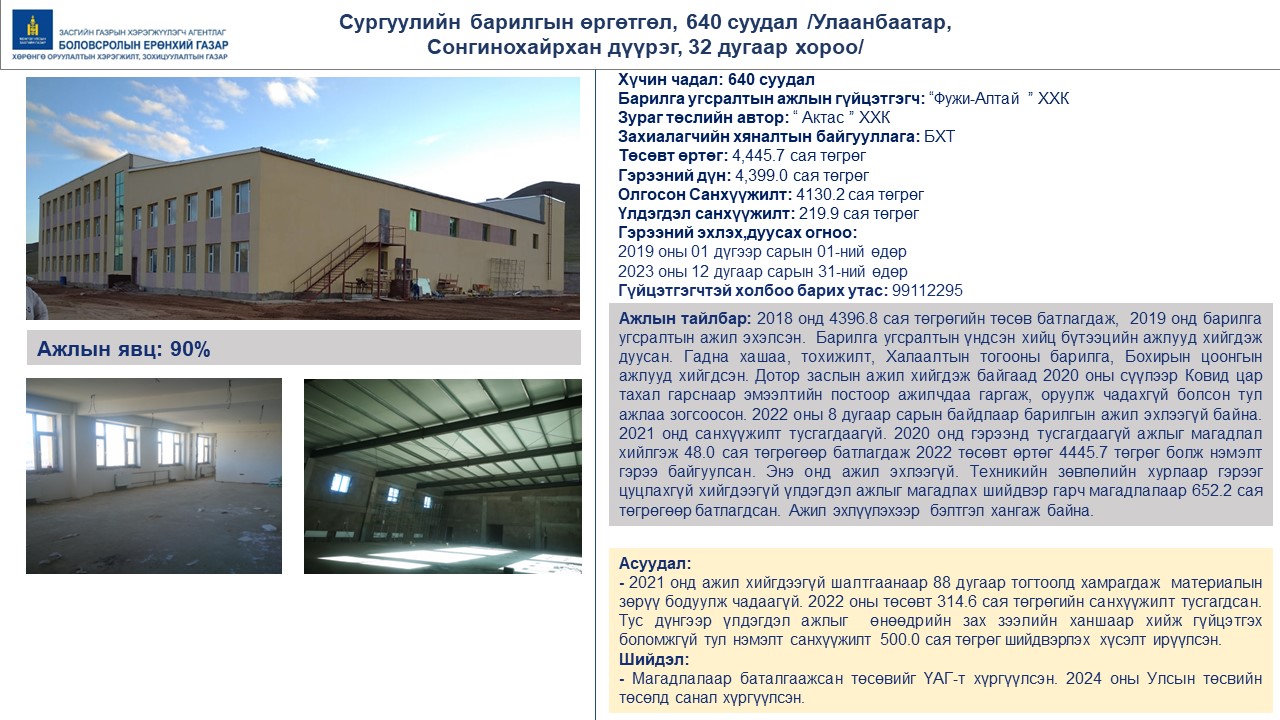 ЗАСГИЙН ГАЗРЫН ХЭРЭГЖҮҮЛЭГЧ АГЕНТЛАГ
БОЛОВСРОЛЫН ЕРӨНХИЙ ГАЗАР
ХӨРӨНГӨ ОРУУЛАЛТЫН ХЭРЭГЖИЛТ, ЗОХИЦУУЛАЛТЫН ГАЗАР
Сургуулийн барилгын өргөтгөл, 640 суудал /Улаанбаатар,
Сонгинохайрхан дүүрэг, 32 дугаар хороо/
Ажлын явц: 90%
Хүчин чадал: 640 суудал
Барилга угсралтын ажлын гүйцэтгэгч: “Фужи-Алтай ” ХХК
Зураг төслийн автор: “ Актас ” ХХК
Захиалагчийн хяналтын байгууллага: БХТ
Төсөвт өртөг: 4,445.7 сая төгрөг
Гэрээний дүн: 4,399.0 сая төгрөг
Олгосон Санхүүжилт: 4130.2 сая төгрөг
Үлдэгдэл санхүүжилт: 219.9 сая төгрөг
Гэрээний эхлэх,дуусах огноо:
2019 оны 01 дүгээр сарын 01-ний өдөр
2023 оны 12 дугаар сарын 31-ний өдөр
Гүйцэтгэгчтэй холбоо барих утас: 99112295
Ажлын тайлбар: 2018 онд 4396.8 сая төгрөгийн төсөв батлагдаж, 2019 онд барилга
угсралтын ажил эхэлсэн. Барилга угсралтын үндсэн хийц бүтээцийн ажлууд хийгдэж
дуусан. Гадна хашаа, тохижилт, Халаалтын тогооны барилга, Бохирын цоонгын
ажлууд хийгдсэн. Дотор заслын ажил хийгдэж байгаад 2020 оны сүүлээр Ковид цар
тахал гарснаар эмээлтийн постоор ажилчдаа гаргаж, оруулж чадахгүй болсон тул
ажлаа зогсоосон. 2022 оны 8 дугаар сарын байдлаар барилгын ажил эхлээгүй байна.
2021 онд санхүүжилт тусгагдаагүй. 2020 онд гэрээнд тусгагдаагүй ажлыг магадлал
хийлгэж 48.0 сая төгрөгөөр батлагдаж 2022 төсөвт өртөг 4445.7 төгрөг болж нэмэлт
гэрээ байгуулсан. Энэ онд ажил эхлээгүй. Техникийн зөвлөлийн хурлаар гэрээг
цуцлахгүй хийгдээгүй үлдэгдэл ажлыг магадлах шийдвэр гарч магадлалаар 652.2 сая
төгрөгөөр батлагдсан. Ажил эхлүүлэхээр бэлтгэл хангаж байна.
Асуудал:
- 2021 онд ажил хийгдээгүй шалтгаанаар 88 дугаар тогтоолд хамрагдаж материалын
зөрүү бодуулж чадаагүй. 2022 оны төсөвт 314.6 сая төгрөгийн санхүүжилт тусгагдсан.
Тус дүнгээр үлдэгдэл ажлыг өнөөдрийн зах зээлийн ханшаар хийж гүйцэтгэх
боломжгүй тул нэмэлт санхүүжилт 500.0 сая төгрөг шийдвэрлэх хүсэлт ирүүлсэн.
Шийдэл:
- Магадлалаар баталгаажсан төсөвийг ҮАГ-т хүргүүлсэн. 2024 оны Улсын төсвийн
төсөлд санал хүргүүлсэн.